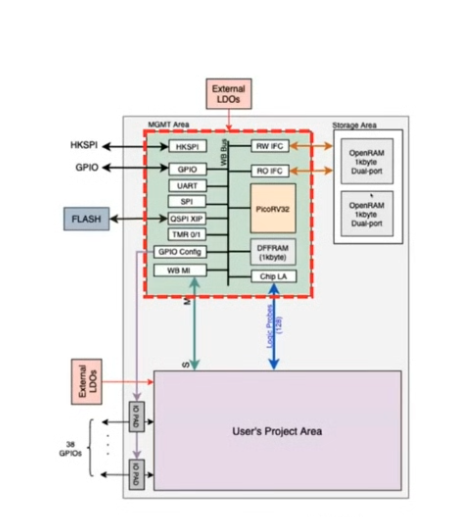 External
LDOs
MGMT Area
Storage Area
HKSPI
HKSPI
WB Bus
RW IFC
GPIO
GPIO
RO IFC
OpenRAM
1kbyte
Dual-port
UART
SPI
PicoRV32
FLASH
QSPI XIP
OpenRAM
1kbyte
Dual-port
TMR 0/1
GPIO Config
DFFRAM
(1kbyte)
WB MI
Chip LA
M
Logic Probes
(128)
S
External
LDOs
IO PAD
User's Project Area
38
GPIOs
IO PAD